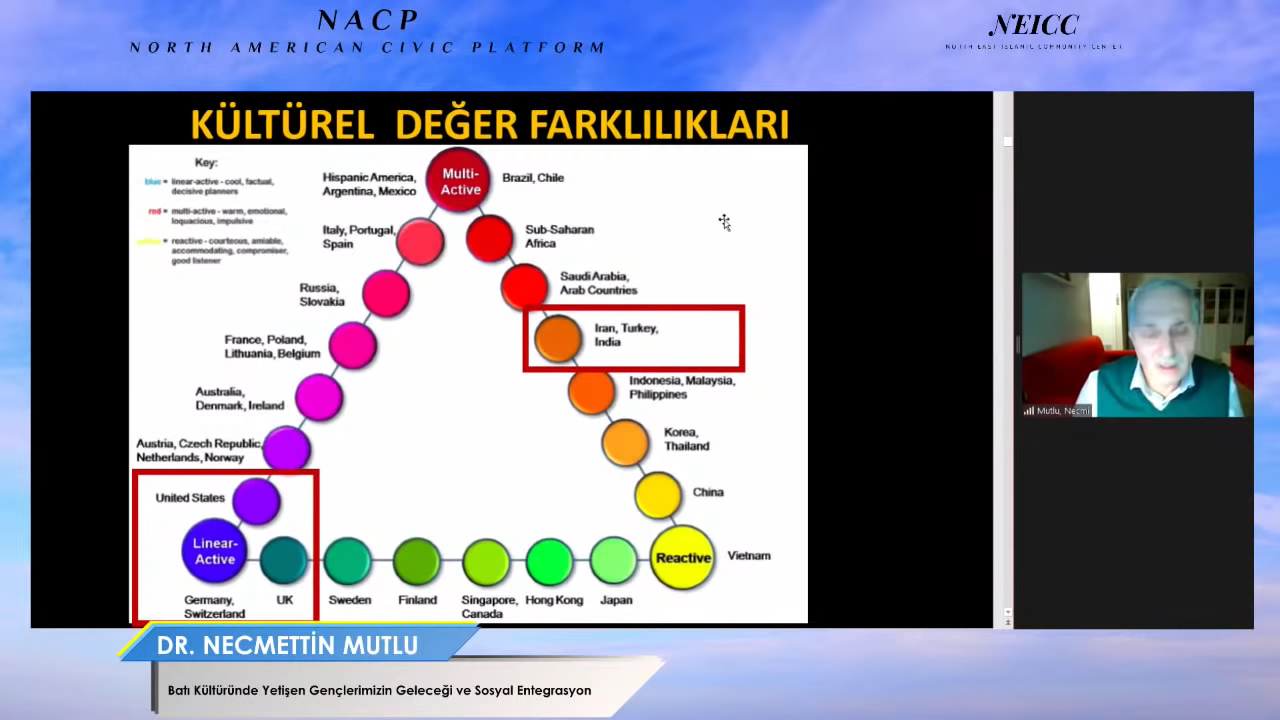 NACP
NORTH AMERICAN CIVIC PLATFORM
NEICC
NORTH EAST ISLAMIC COMMUNITY CENTER
KÜLTÜREL DEĞER FARKLILIKLARI
Key:
blue = linear-active - cool, factual,
decisive planners
red = multi-active - warm, emotional,
loquacious, impulsive
yellow = reactive - courteous, amiable,
accommodating, compromiser,
good listener
Multi-
Active
Hispanic America,
Argentina, Mexico
Brazil, Chile
Italy, Portugal,
Spain
Sub-Saharan
Africa
Russia,
Slovakia
Saudi Arabia,
Arab Countries
France, Poland,
Lithuania, Belgium
Iran, Turkey,
India
Australia,
Denmark, Ireland
Indonesia, Malaysia,
Philippines
Austria, Czech Republic,
Netherlands, Norway
Korea,
Thailand
United States
China
Linear-
Active
Reactive
Vietnam
Germany,
Switzerland
UK
Sweden
Finland
Singapore,
Canada
Hong Kong
Japan
Mutlu, Necmi
DR. NECMETTİN MUTLU
Batı Kültüründe Yetişen Gençlerimizin Geleceği ve Sosyal Entegrasyon